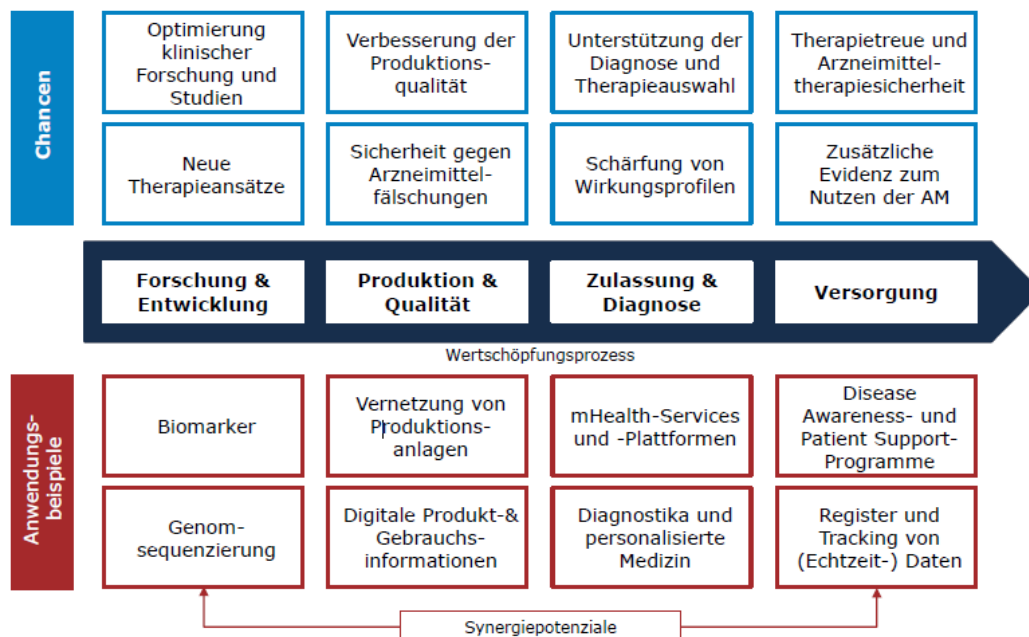 Chancen
Optimierung
klinischer
Forschung und
Studien
Verbesserung der
Produktions-
qualität
Unterstützung der
Diagnose und
Therapieauswahl
Therapietreue und
Arzneimittel-
therapiesicherheit
Neue
Therapieansätze
Sicherheit gegen
Arzneimittel-
fälschungen
Schärfung von
Wirkungsprofilen
Zusätzliche
Evidenz zum
Nutzen der AM
Forschung &
Entwicklung
Produktion &
Qualität
Zulassung &
Diagnose
Versorgung
Wertschöpfungsprozess
Anwendungs-
beispiele
Biomarker
Vernetzung von
Produktions-
anlagen
mHealth-Services
und -Plattformen
Disease
Awareness- und
Patient Support-
Programme
Genom-
sequenzierung
Digitale Produkt-&
Gebrauchs-
informationen
Diagnostika und
personalisierte
Medizin
Register und
Tracking von
(Echtzeit-) Daten
Synergiepotenziale